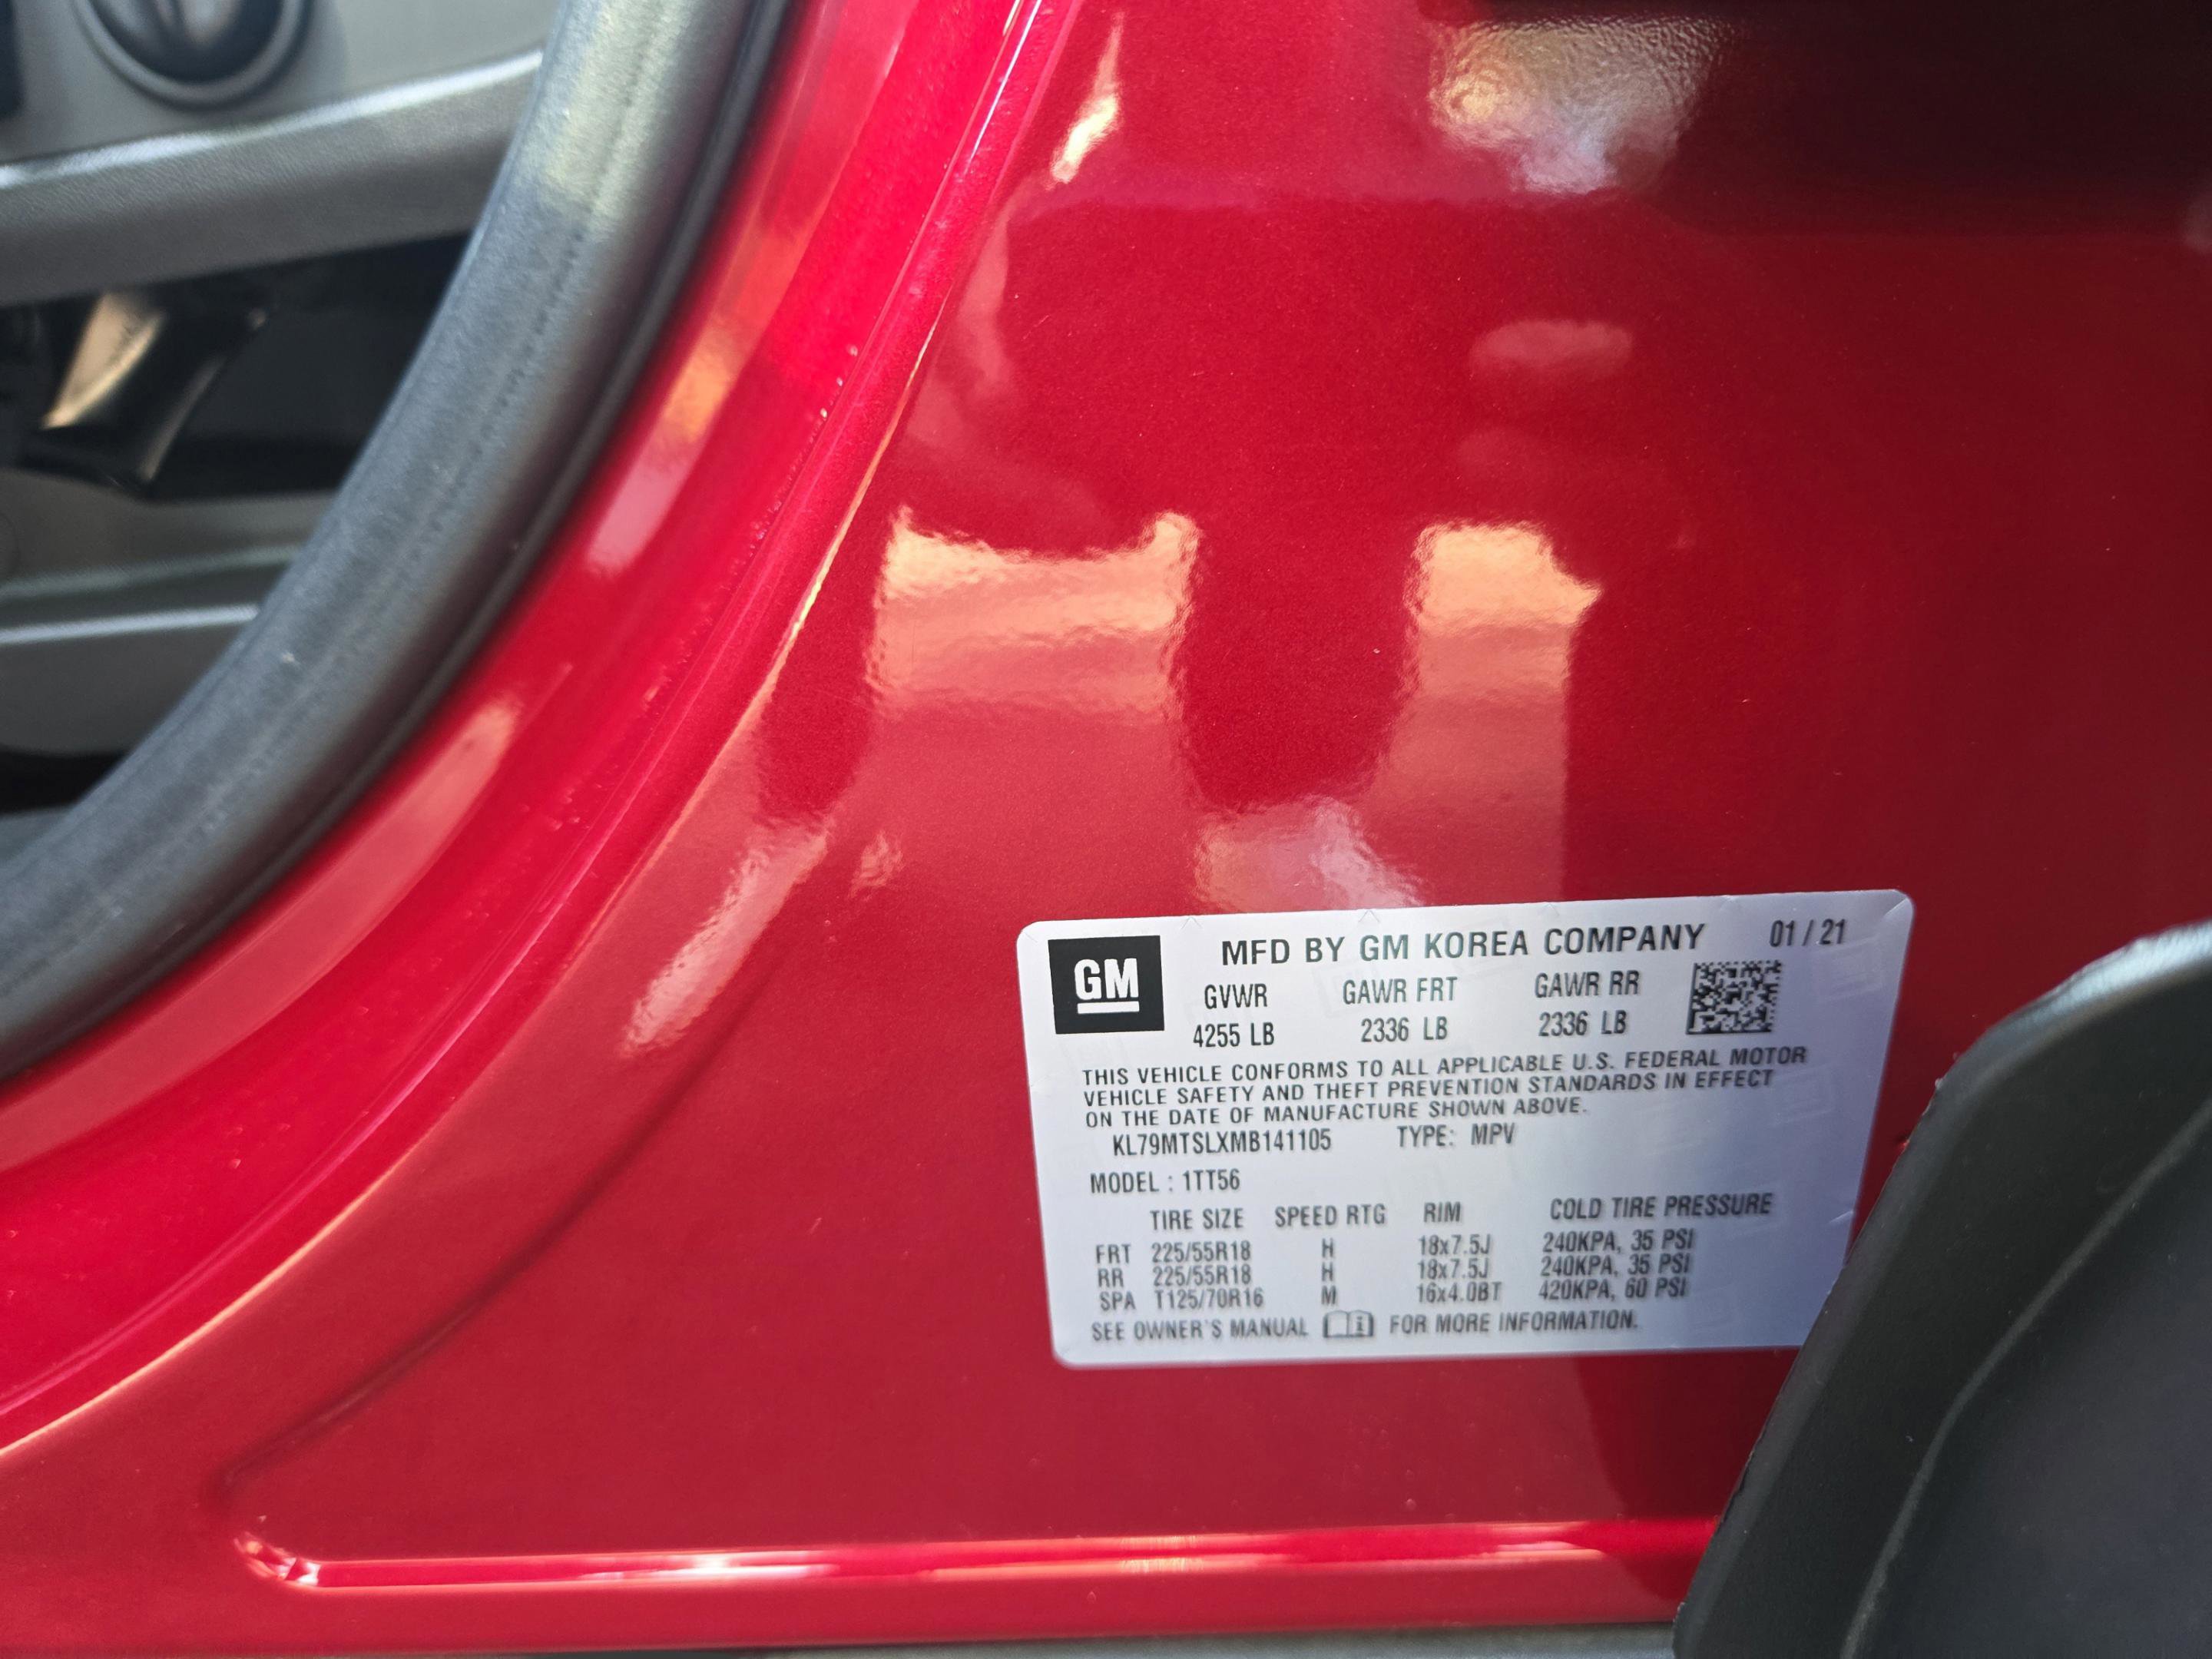 GM
MFD BY GM KOREA COMPANY 01 / 21
GVWR GAWR FRT GAWR RR
4255 LB 2336 LB 2336 LB
THIS VEHICLE CONFORMS TO ALL APPLICABLE U.S. FEDERAL MOTOR
VEHICLE SAFETY AND THEFT PREVENTION STANDARDS IN EFFECT
ON THE DATE OF MANUFACTURE SHOWN ABOVE.
KL79MTSLXMB141105 TYPE: MPV
MODEL : 1TT56
TIRE SIZE SPEED RTG RIM COLD TIRE PRESSURE
FRT 225/55R18 H 18x7.5J 240KPA, 35 PSI
RR 225/55R18 H 18x7.5J 240KPA, 35 PSI
SPA T125/70R16 M 16x4.0BT 420KPA, 60 PSI
SEE OWNER'S MANUAL i FOR MORE INFORMATION.